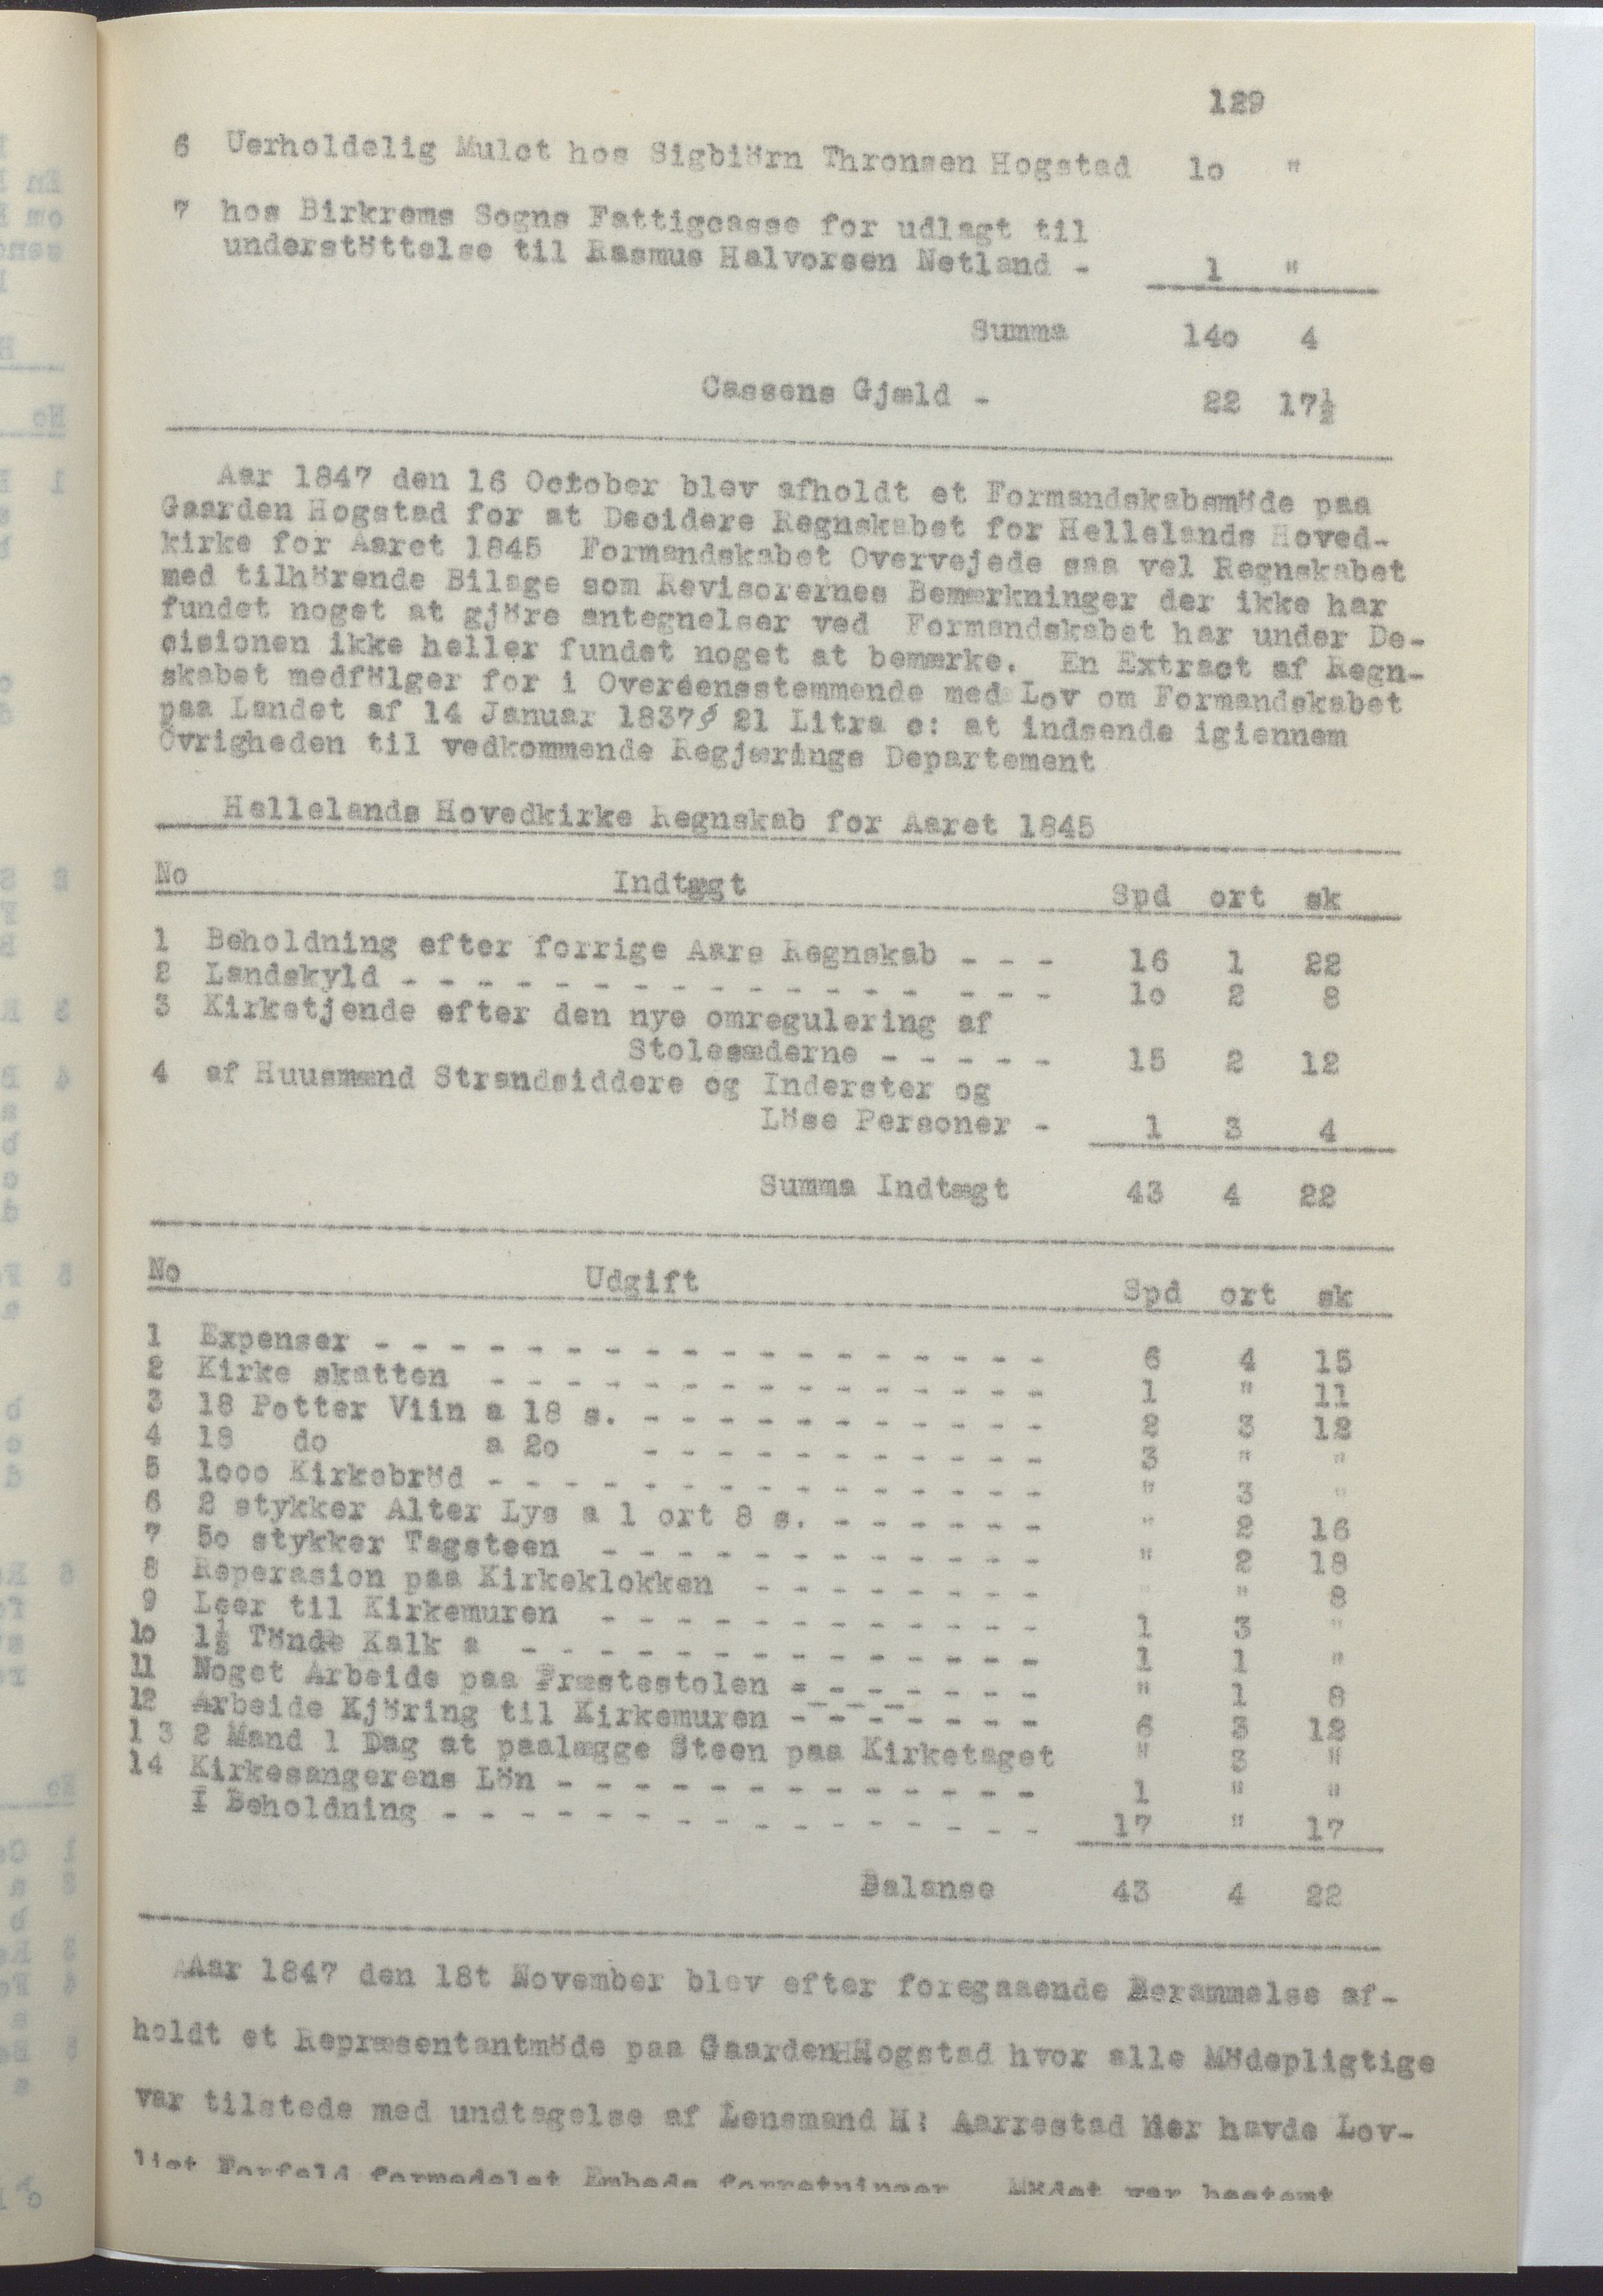 129
6 Uerholdelig Mulct hos Sigbiörn Thronsen Hogstad 1o "
7 hos Birkrems Sogns Fattigcasse for udlagt til
understöttelse til Rasmus Halvorsen Netland - 1 "
Summa 14o 4
Cassens Gjæld - 22 17½
Aar 1847 den 16 October blev afholdt et Formandskabsmöde paa
Gaarden Hogstad for at Decidere Regnskabet for Hellelands Hoved-
kirke for Aaret 1845 Formandskabet Overvejede saa vel Regnskabet
med tilhörende Bilage som Revisorernes Bemærkninger der ikke har
fundet noget at gjöre antegnelser ved Formandskabet har under De-
cisionen ikke heller fundet noget at bemærke. En Extract af Regn-
skabet medfölger for i Overeensstemmende med Lov om Formandskabet
paa Landet af 14 Januar 1837 § 21 Litra c: at indsende igiennem
Övrigheden til vedkommende Regjærings Departement
Hellelands Hovedkirke Regnskab for Aaret 1845
No Indtægt Spd ort sk
1 Beholdning efter forrige Aars Regnskab - - - 16 1 22
2 Landskyld - - - - - - - - - - - - - - - - - 1o 2 8
3 Kirketjende efter den nye omregulering af
Stolesæderne - - - - - 15 2 12
4 af Huusmænd Strandsiddere og Inderster og
Löse Personer - 1 3 4
Summa Indtægt 43 4 22
No Udgift Spd ort sk
1 Expenser - - - - - - - - - - - - - - - - - - 6 4 15
2 Kirke skatten - - - - - - - - - - - - - - - 1 " 11
3 18 Potter Viin a 18 s. - - - - - - - - - - - 2 3 12
4 18 do a 2o - - - - - - - - - - - 3 " "
5 1ooo Kirkebröd - - - - - - - - - - - - - - - " 3 "
6 2 stykker Alter Lys a 1 ort 8 s. - - - - - - " 2 16
7 5o stykker Tagsteen - - - - - - - - - - - - " 2 18
8 Reperasion paa Kirkeklokken - - - - - - - - " " 8
9 Leer til Kirkemuren - - - - - - - - - - - - 1 3 "
1o 1½ Tönde Kalk a - - - - - - - - - - - - - - 1 1 "
11 Noget Arbeide paa Præstestolen = - - - - - - " 1 8
12 Arbeide Kjöring til Kirkemuren - - - - - - - 6 3 12
1 3 2 Mand 1 Dag at paalægge Steen paa Kirketaget " 3 "
14 Kirkesangerens Lön - - - - - - - - - - - - - 1 " "
I Beholdning - - - - - - - - - - - - - - - - 17 " 17
Balanse 43 4 22
AAar 1847 den 18t November blev efter foregaaende Berammelse af-
holdt et Repræsentantmöde paa GaardenHHogstad hvor alle Mödepligtige
var tilstede med undtagelse af Lensmand H: Aarrestad der havde Lov-
ligt Forfald formedelst Embeds forretninger Mödet var bestemt